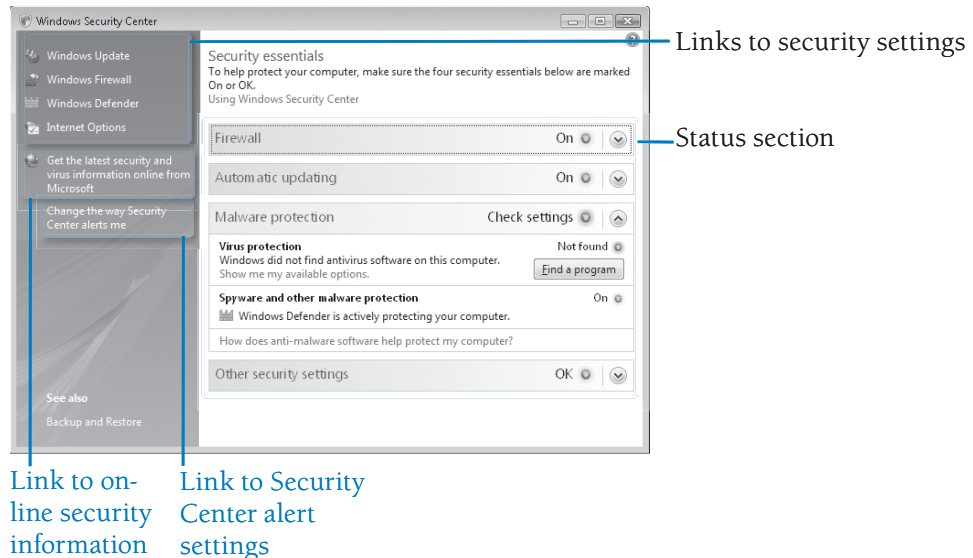 Windows Security Center
Windows Update
Windows Firewall
Windows Defender
Internet Options
Get the latest security and
virus information online from
Microsoft
Change the way Security
Center alerts me
See also
Backup and Restore
Security essentials
To help protect your computer, make sure the four security essentials below are marked
On or OK.
Using Windows Security Center
Firewall On
Automatic updating On
Malware protection Check settings
Virus protection Not found
Windows did not find antivirus software on this computer.
Show me my available options. Find a program
Spyware and other malware protection On
Windows Defender is actively protecting your computer.
How does anti-malware software help protect my computer?
Other security settings OK
Links to security settings
Status section
Link to on-
line security
information
Link to Security
Center alert
settings